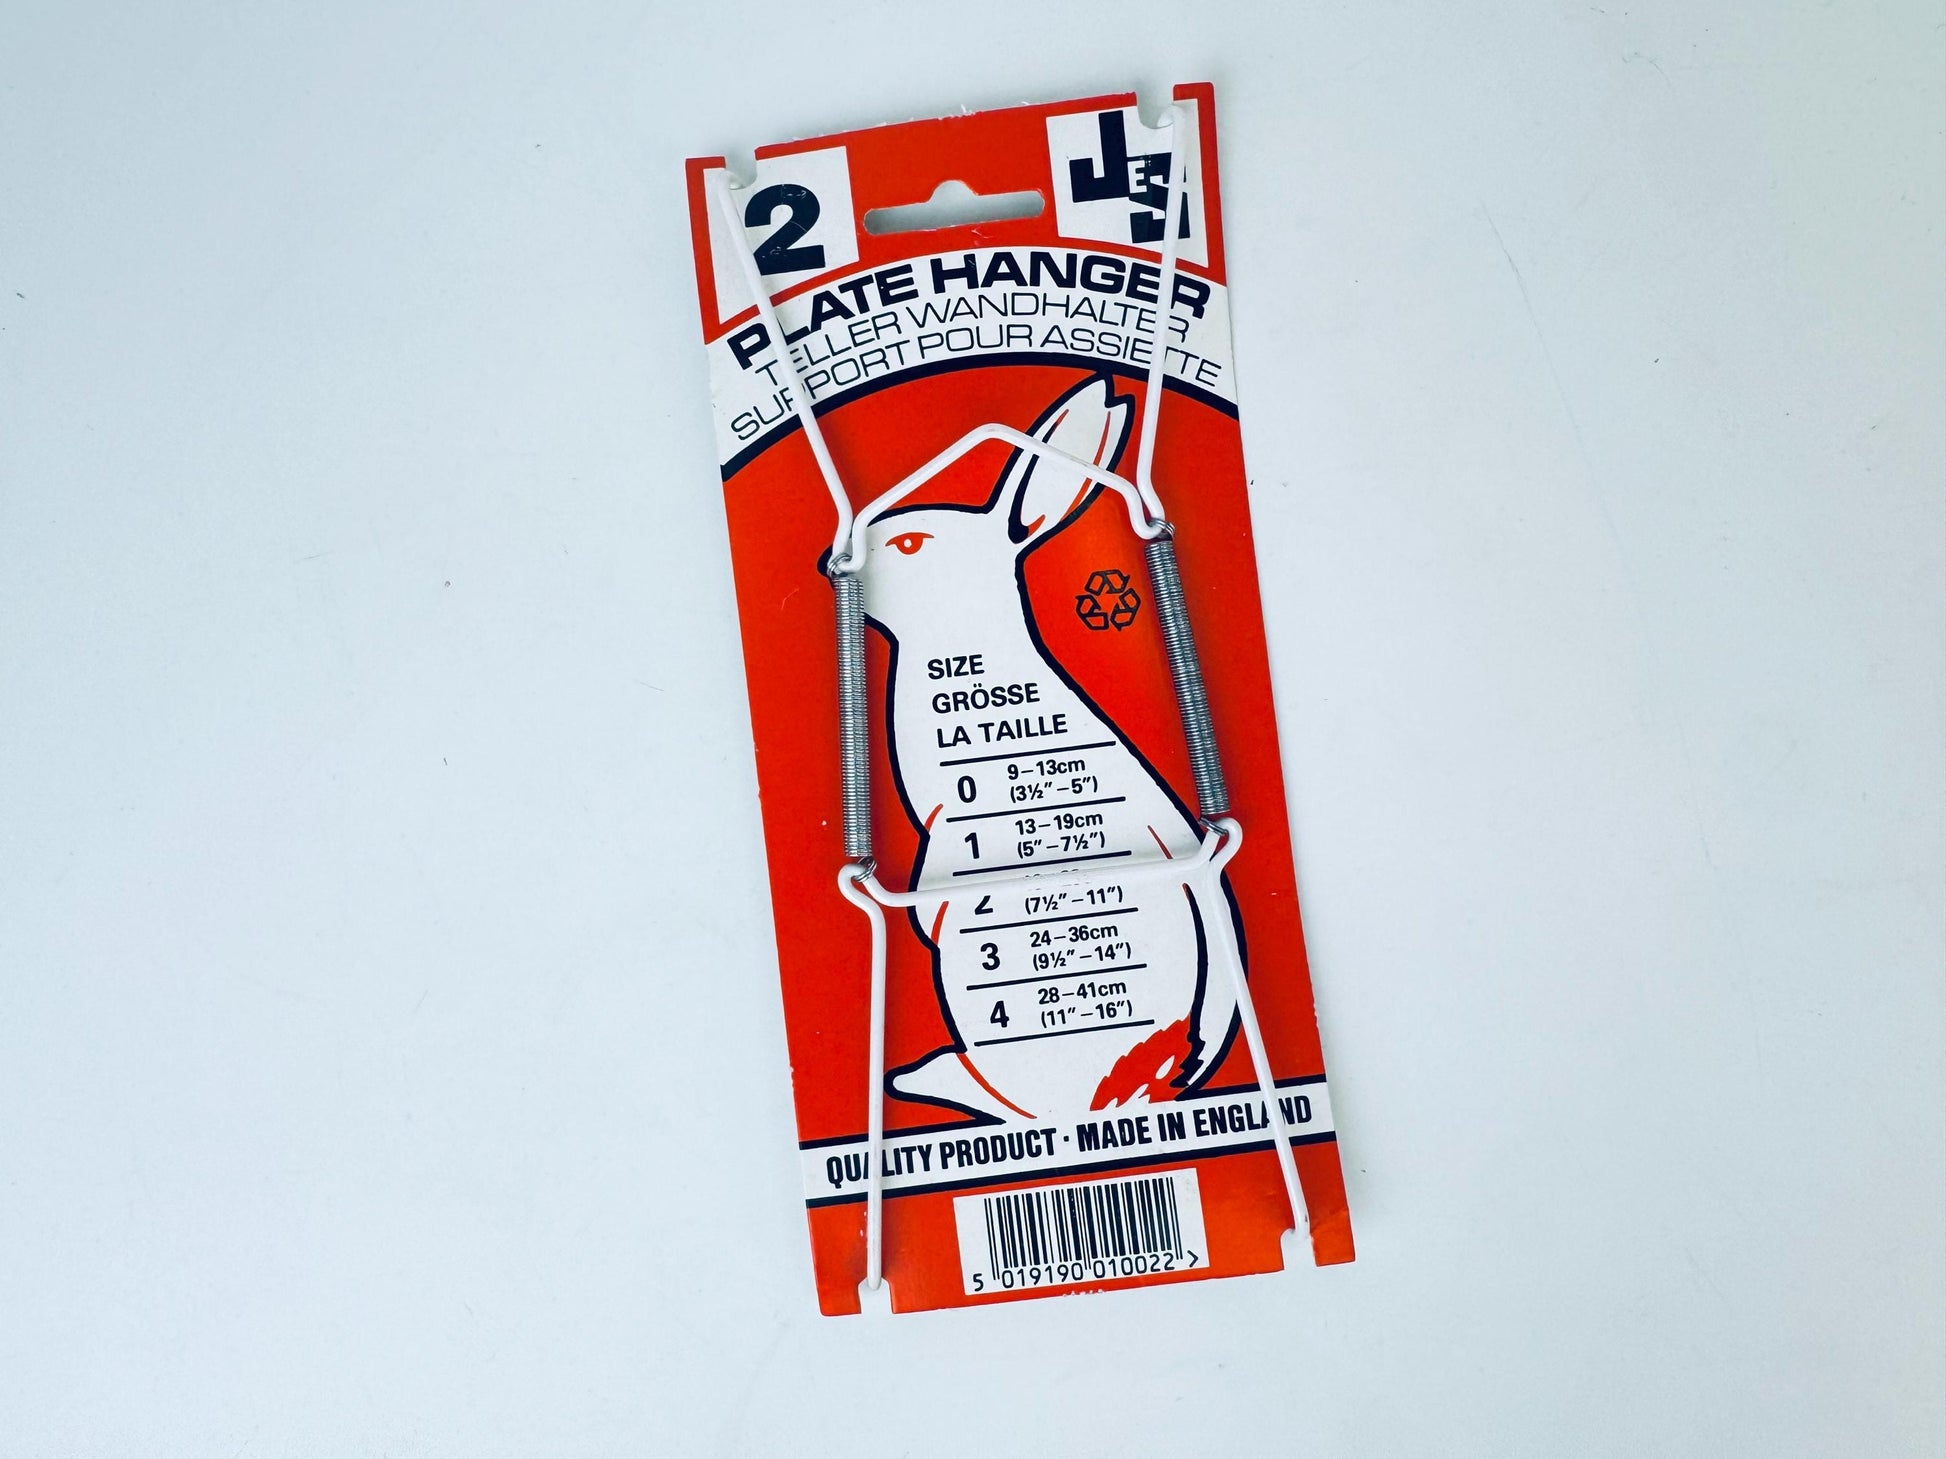 2
JES
PLATE HANGER
TELLER WANDHALTER
SUPPORT POUR ASSIETTE
SIZE
GRÖSSE
LA TAILLE
0 9–13cm
(3½″–5″)
1 13–19cm
(5″–7½″)
2
(7½″–11″)
3 24–36cm
(9½″–14″)
4 28–41cm
(11″–16″)
QUALITY PRODUCT · MADE IN ENGLAND
5 019190 010022 >